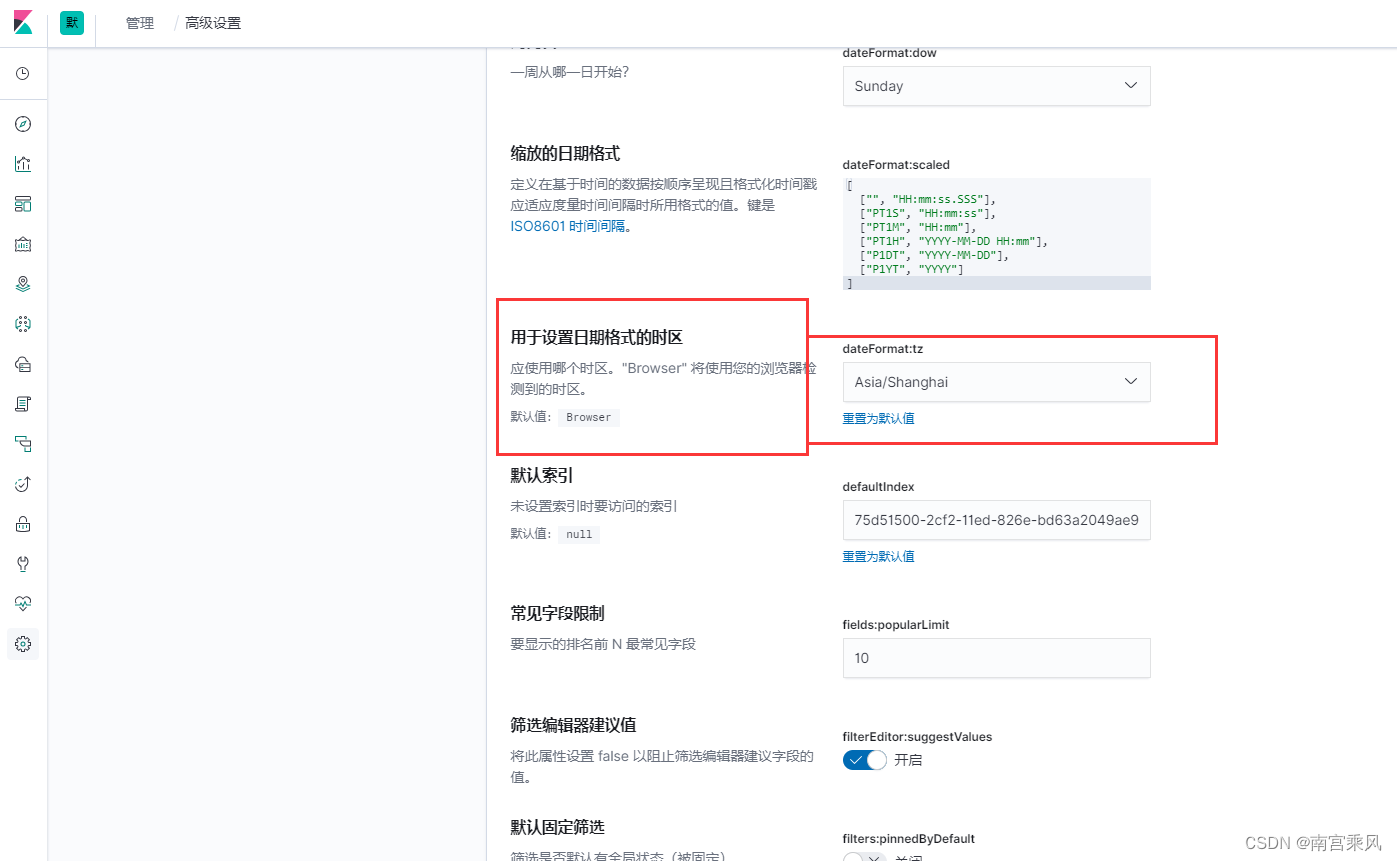 默
管理 / 高级设置
dateFormat:dow
一周从哪一日开始？
Sunday
缩放的日期格式
定义在基于时间的数据按顺序呈现且格式化时间戳
应适应度量时间间隔时所用格式的值。键是
ISO8601 时间间隔。
dateFormat:scaled
[
["", "HH:mm:ss.SSS"],
["PT1S", "HH:mm:ss"],
["PT1M", "HH:mm"],
["PT1H", "YYYY-MM-DD HH:mm"],
["P1DT", "YYYY-MM-DD"],
["P1YT", "YYYY"]
]
用于设置日期格式的时区
应使用哪个时区。"Browser" 将使用您的浏览器检
测到的时区。
默认值: Browser
dateFormat:tz
Asia/Shanghai
重置为默认值
默认索引
未设置索引时要访问的索引
默认值: null
defaultIndex
75d51500-2cf2-11ed-826e-bd63a2049ae9
重置为默认值
常见字段限制
要显示的排名前 N 最常见字段
fields:popularLimit
10
筛选编辑器建议值
将此属性设置 false 以阻止筛选编辑器建议字段的
值。
filterEditor:suggestValues
开启
默认固定筛选
筛选是否默认有全局状态（被固定）
filters:pinnedByDefault
关闭
CSDN @南宫乘风